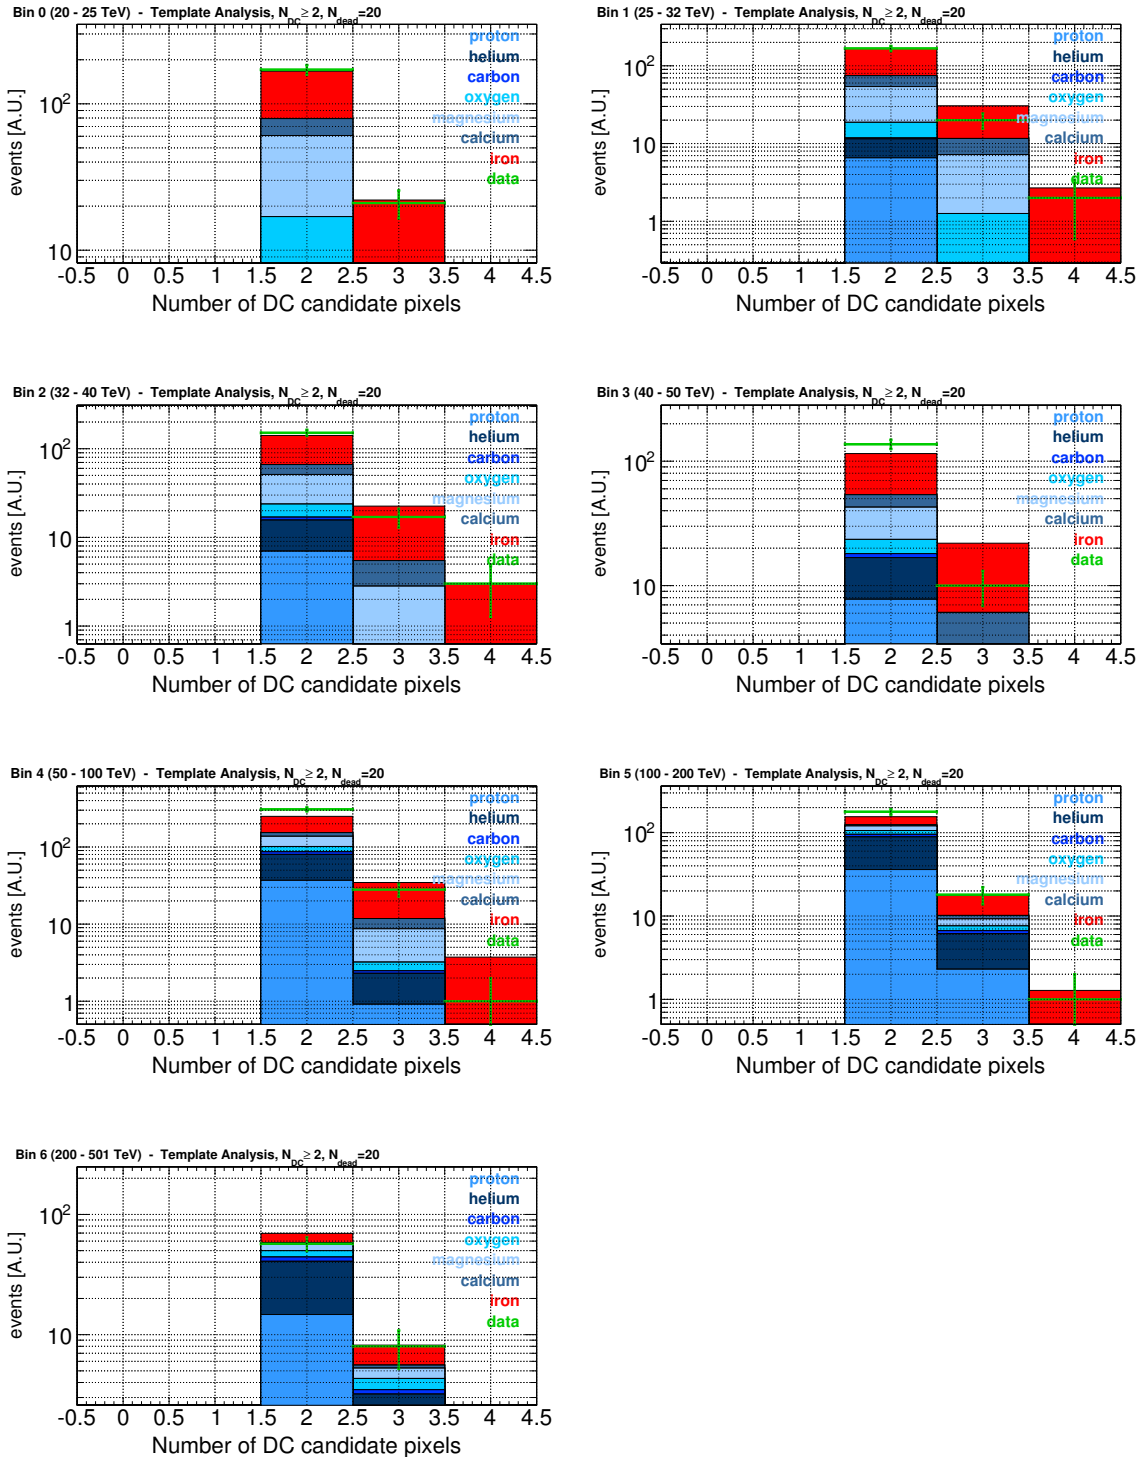 Bin 0 (20 - 25 TeV) - Template Analysis, N_DC ≥ 2, N_dead=20
events [A.U.]
10²
10
proton
helium
carbon
oxygen
magnesium
calcium
iron
data
-0.5 0 0.5 1 1.5 2 2.5 3 3.5 4 4.5
Number of DC candidate pixels
Bin 1 (25 - 32 TeV) - Template Analysis, N_DC ≥ 2, N_dead=20
events [A.U.]
10²
10
1
proton
helium
carbon
oxygen
magnesium
calcium
iron
data
-0.5 0 0.5 1 1.5 2 2.5 3 3.5 4 4.5
Number of DC candidate pixels
Bin 2 (32 - 40 TeV) - Template Analysis, N_DC ≥ 2, N_dead=20
events [A.U.]
10²
10
1
proton
helium
carbon
oxygen
magnesium
calcium
iron
data
-0.5 0 0.5 1 1.5 2 2.5 3 3.5 4 4.5
Number of DC candidate pixels
Bin 3 (40 - 50 TeV) - Template Analysis, N_DC ≥ 2, N_dead=20
events [A.U.]
10²
10
proton
helium
carbon
oxygen
magnesium
calcium
iron
data
-0.5 0 0.5 1 1.5 2 2.5 3 3.5 4 4.5
Number of DC candidate pixels
Bin 4 (50 - 100 TeV) - Template Analysis, N_DC ≥ 2, N_dead=20
events [A.U.]
10²
10
1
proton
helium
carbon
oxygen
magnesium
calcium
iron
data
-0.5 0 0.5 1 1.5 2 2.5 3 3.5 4 4.5
Number of DC candidate pixels
Bin 5 (100 - 200 TeV) - Template Analysis, N_DC ≥ 2, N_dead=20
events [A.U.]
10²
10
1
proton
helium
carbon
oxygen
magnesium
calcium
iron
data
-0.5 0 0.5 1 1.5 2 2.5 3 3.5 4 4.5
Number of DC candidate pixels
Bin 6 (200 - 501 TeV) - Template Analysis, N_DC ≥ 2, N_dead=20
events [A.U.]
10²
10
proton
helium
carbon
oxygen
magnesium
calcium
iron
data
-0.5 0 0.5 1 1.5 2 2.5 3 3.5 4 4.5
Number of DC candidate pixels